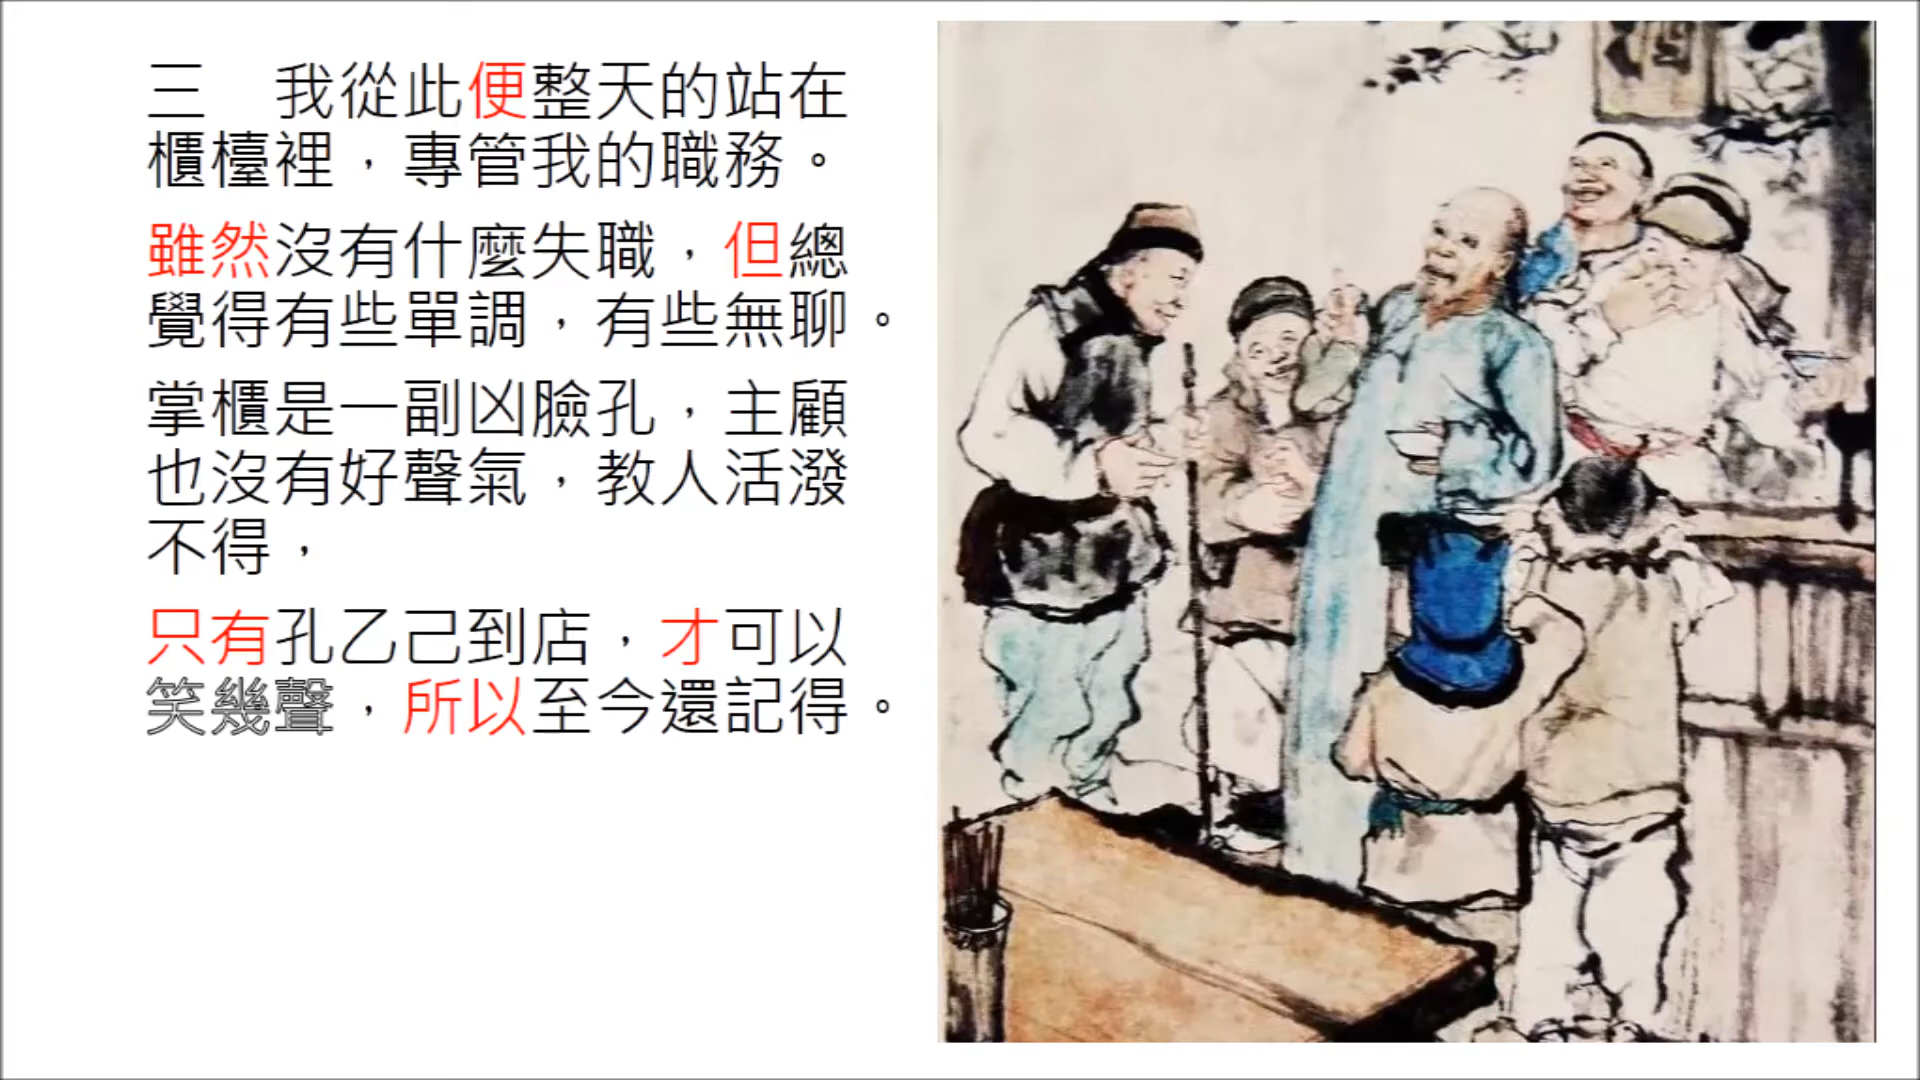 三　我從此便整天的站在
櫃檯裡，專管我的職務。
雖然沒有什麼失職，但總
覺得有些單調，有些無聊。
掌櫃是一副凶臉孔，主顧
也沒有好聲氣，教人活潑
不得，
只有孔乙己到店，才可以
笑幾聲，所以至今還記得。